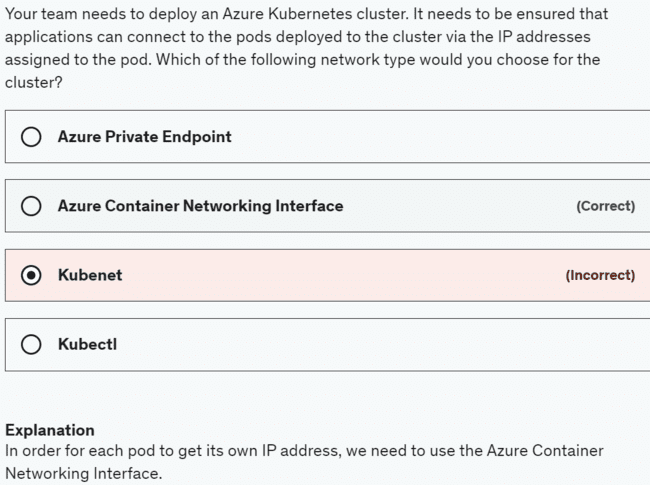 Your team needs to deploy an Azure Kubernetes cluster. It needs to be ensured that
applications can connect to the pods deployed to the cluster via the IP addresses
assigned to the pod. Which of the following network type would you choose for the
cluster?
Azure Private Endpoint
Azure Container Networking Interface (Correct)
Kubenet (Incorrect)
Kubectl
Explanation
In order for each pod to get its own IP address, we need to use the Azure Container
Networking Interface.